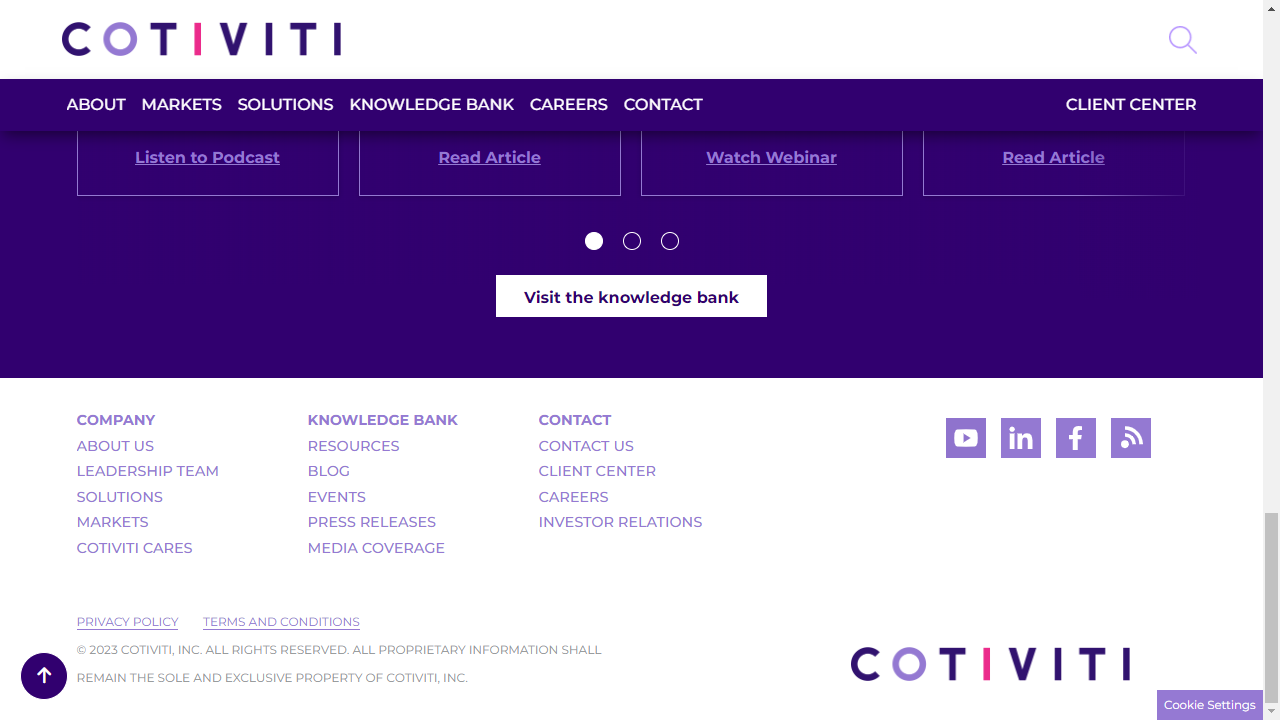 COTIVITI
ABOUT MARKETS SOLUTIONS KNOWLEDGE BANK CAREERS CONTACT CLIENT CENTER
Listen to Podcast Read Article Watch Webinar Read Article
Visit the knowledge bank
COMPANY
ABOUT US
LEADERSHIP TEAM
SOLUTIONS
MARKETS
COTIVITI CARES
KNOWLEDGE BANK
RESOURCES
BLOG
EVENTS
PRESS RELEASES
MEDIA COVERAGE
CONTACT
CONTACT US
CLIENT CENTER
CAREERS
INVESTOR RELATIONS
in
PRIVACY POLICY TERMS AND CONDITIONS
© 2023 COTIVITI, INC. ALL RIGHTS RESERVED. ALL PROPRIETARY INFORMATION SHALL
REMAIN THE SOLE AND EXCLUSIVE PROPERTY OF COTIVITI, INC.
COTIVITI
Cookie Settings